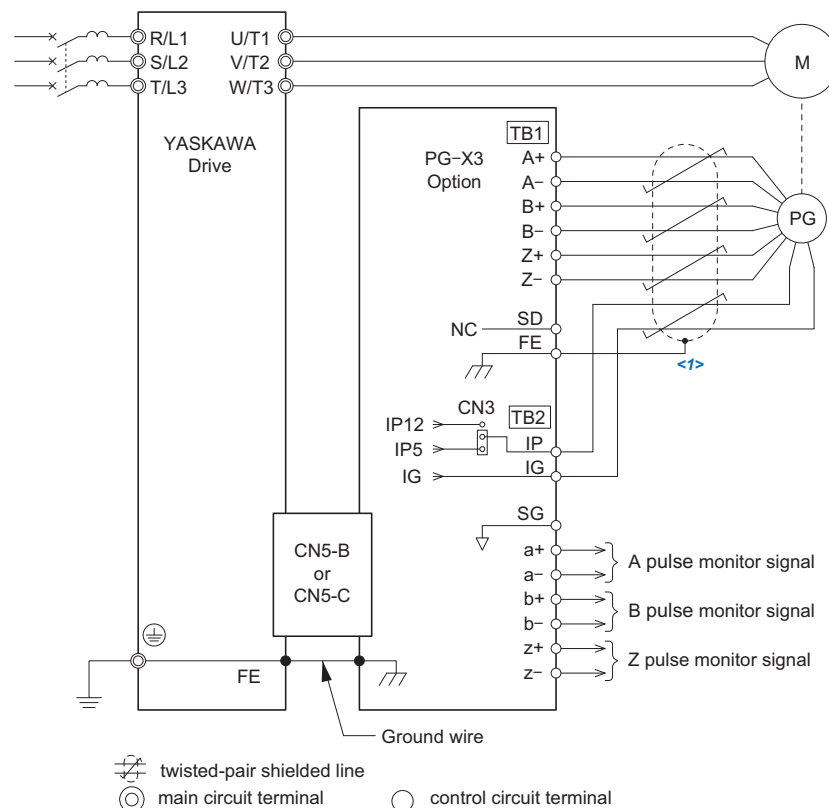 R/L1
S/L2
T/L3
U/T1
V/T2
W/T3
M
YASKAWA
Drive
PG-X3
Option
TB1
A+
A-
B+
B-
Z+
Z-
PG
NC
SD
FE
<1>
CN3
TB2
IP12
IP5
IG
IP
IG
SG
CN5-B
or
CN5-C
a+
a-
A pulse monitor signal
b+
b-
B pulse monitor signal
z+
z-
Z pulse monitor signal
FE
Ground wire
twisted-pair shielded line
main circuit terminal
control circuit terminal